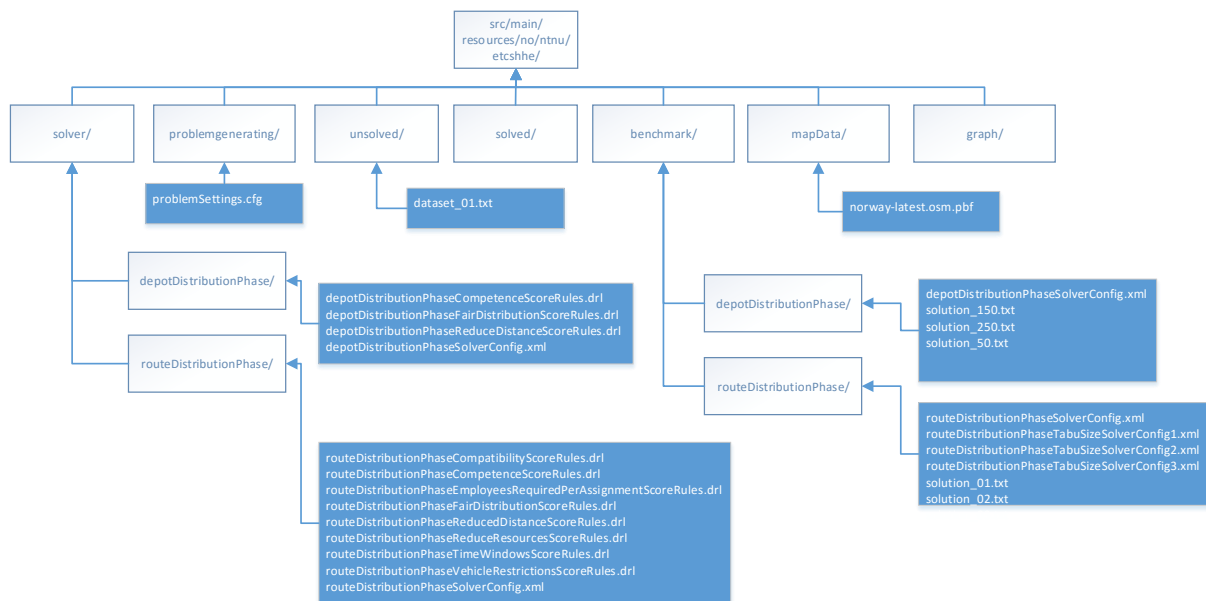 src/main/
resources/no/ntnu/
etcshhe/
solver/
problemgenerating/
unsolved/
solved/
benchmark/
mapData/
graph/
problemSettings.cfg
dataset_01.txt
norway-latest.osm.pbf
depotDistributionPhase/
depotDistributionPhaseCompetenceScoreRules.drl
depotDistributionPhaseFairDistributionScoreRules.drl
depotDistributionPhaseReduceDistanceScoreRules.drl
depotDistributionPhaseSolverConfig.xml
routeDistributionPhase/
routeDistributionPhaseCompatibilityScoreRules.drl
routeDistributionPhaseCompetenceScoreRules.drl
routeDistributionPhaseEmployeesRequiredPerAssignmentScoreRules.drl
routeDistributionPhaseFairDistributionScoreRules.drl
routeDistributionPhaseReducedDistanceScoreRules.drl
routeDistributionPhaseReduceResourcesScoreRules.drl
routeDistributionPhaseTimeWindowsScoreRules.drl
routeDistributionPhaseVehicleRestrictionsScoreRules.drl
routeDistributionPhaseSolverConfig.xml
depotDistributionPhase/
depotDistributionPhaseSolverConfig.xml
solution_150.txt
solution_250.txt
solution_50.txt
routeDistributionPhase/
routeDistributionPhaseSolverConfig.xml
routeDistributionPhaseTabuSizeSolverConfig1.xml
routeDistributionPhaseTabuSizeSolverConfig2.xml
routeDistributionPhaseTabuSizeSolverConfig3.xml
solution_01.txt
solution_02.txt